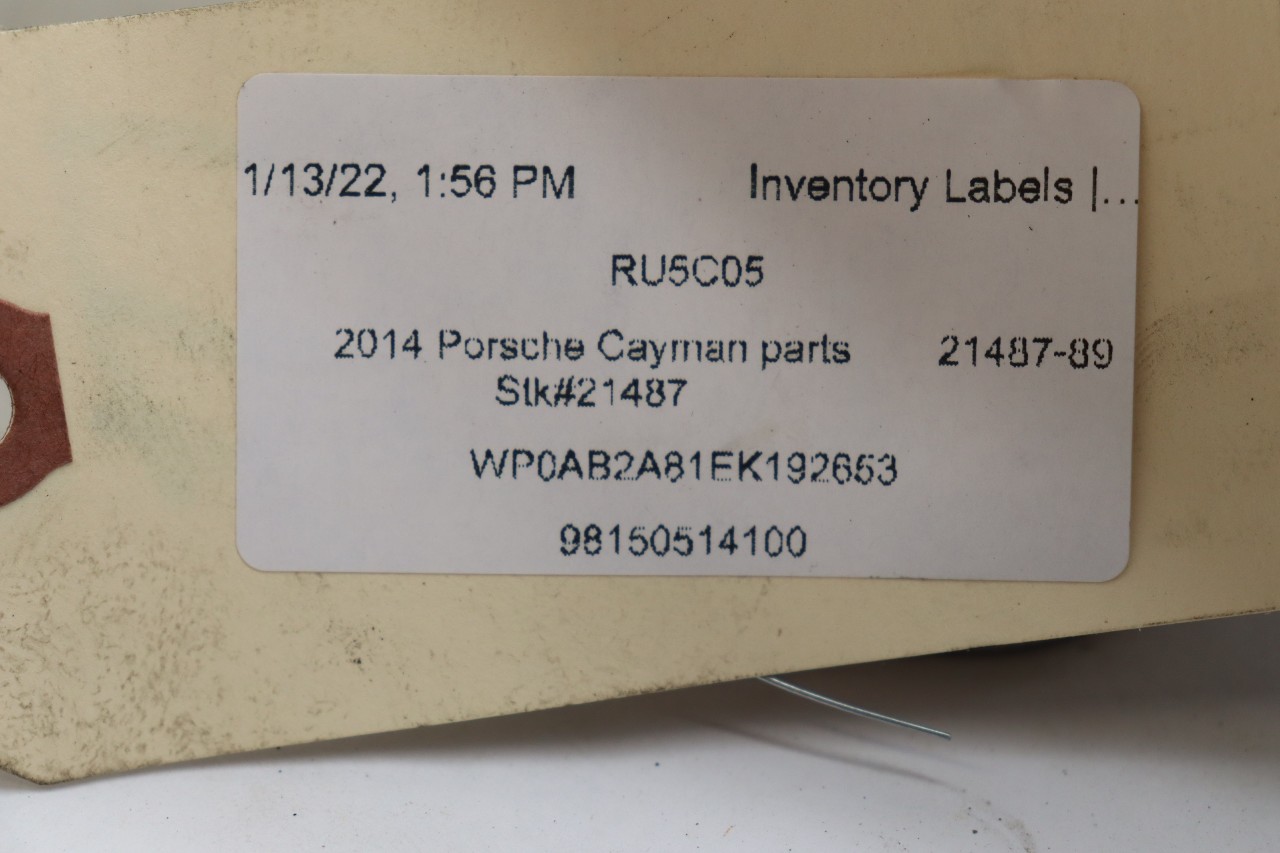 1/13/22, 1:56 PM Inventory Labels |...
RU5C05
2014 Porsche Cayman parts 21487-89
Stk#21487
WP0AB2A81EK192653
98150514100